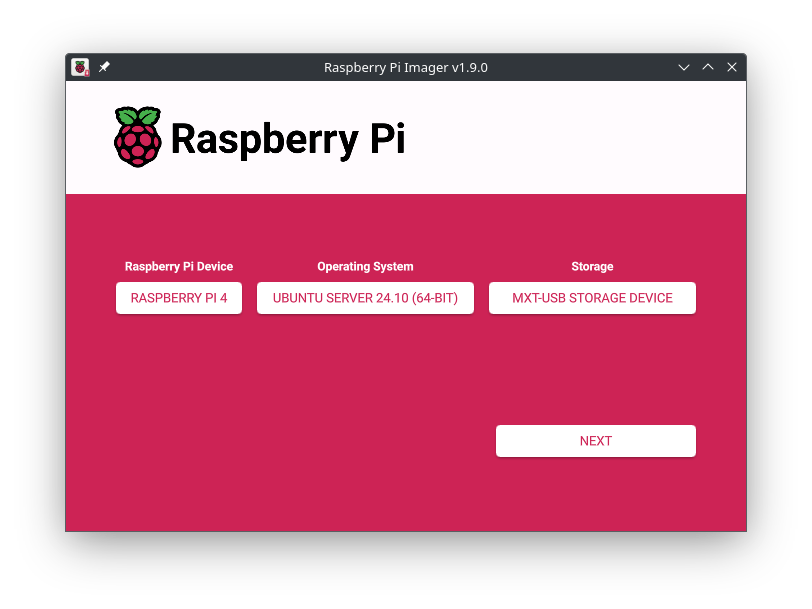 Raspberry Pi Imager v1.9.0
Raspberry Pi
Raspberry Pi Device
Operating System
Storage
RASPBERRY PI 4
UBUNTU SERVER 24.10 (64-BIT)
MXT-USB STORAGE DEVICE
NEXT